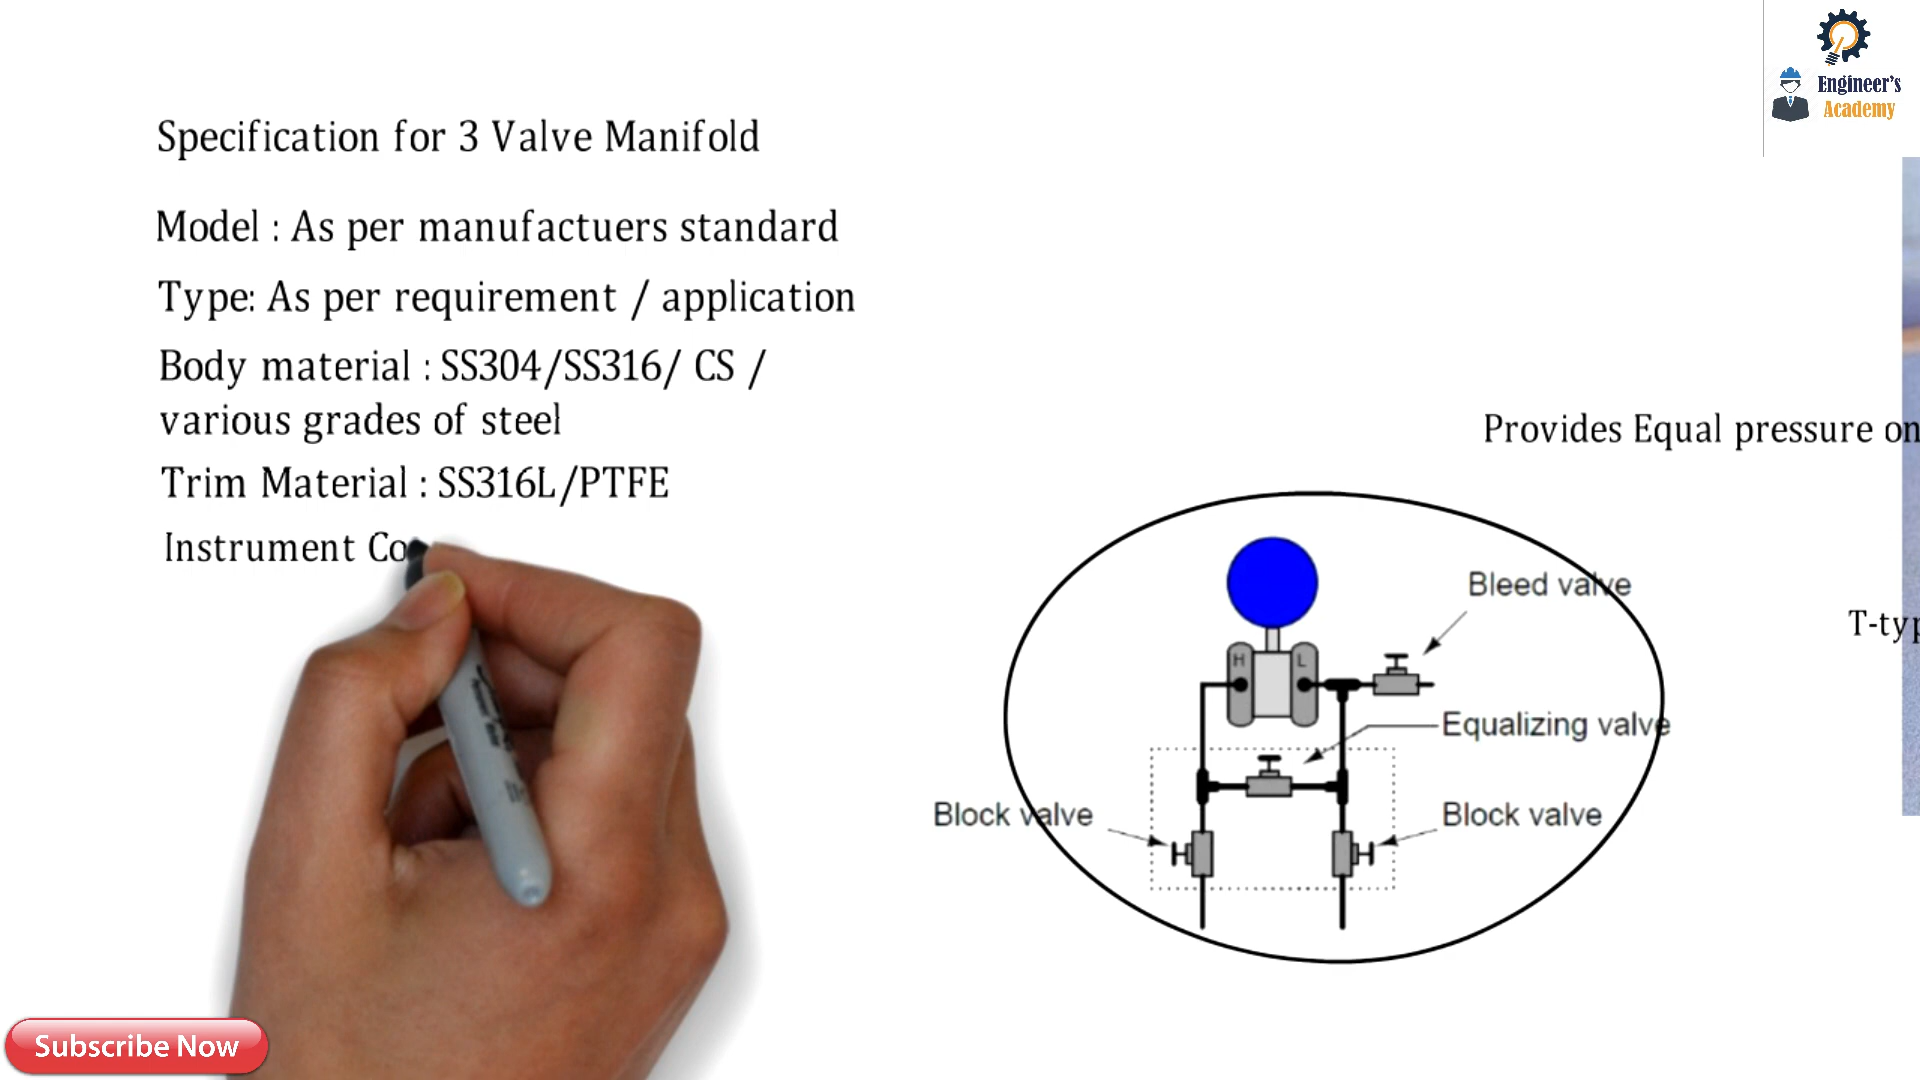 Engineer's
Academy
Specification for 3 Valve Manifold
Model : As per manufactuers standard
Type: As per requirement / application
Body material : SS304/SS316/ CS /
various grades of steel
Trim Material : SS316L/PTFE
Instrument Co
Provides Equal pressure on
Bleed valve
T-typ
H
L
Equalizing valve
Block valve
Block valve
Subscribe Now